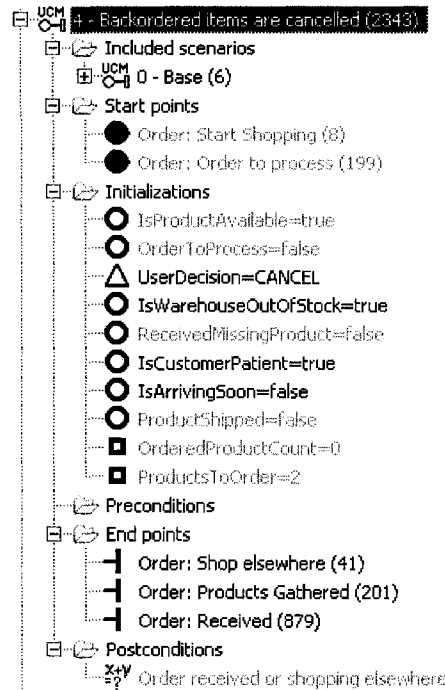 UCM 4 - Backordered items are cancelled (2343)
Included scenarios
UCM 0 - Base (6)
Start points
Order: Start Shopping (8)
Order: Order to process (199)
Initializations
IsProductAvailable=true
OrderToProcess=false
UserDecision=CANCEL
IsWarehouseOutOfStock=true
ReceivedMissingProduct=false
IsCustomerPatient=true
IsArrivingSoon=false
ProductShipped=false
OrderedProductCount=0
ProductsToOrder=2
Preconditions
End points
Order: Shop elsewhere (41)
Order: Products Gathered (201)
Order: Received (879)
Postconditions
X+Y =? Order received or shopping elsewhere